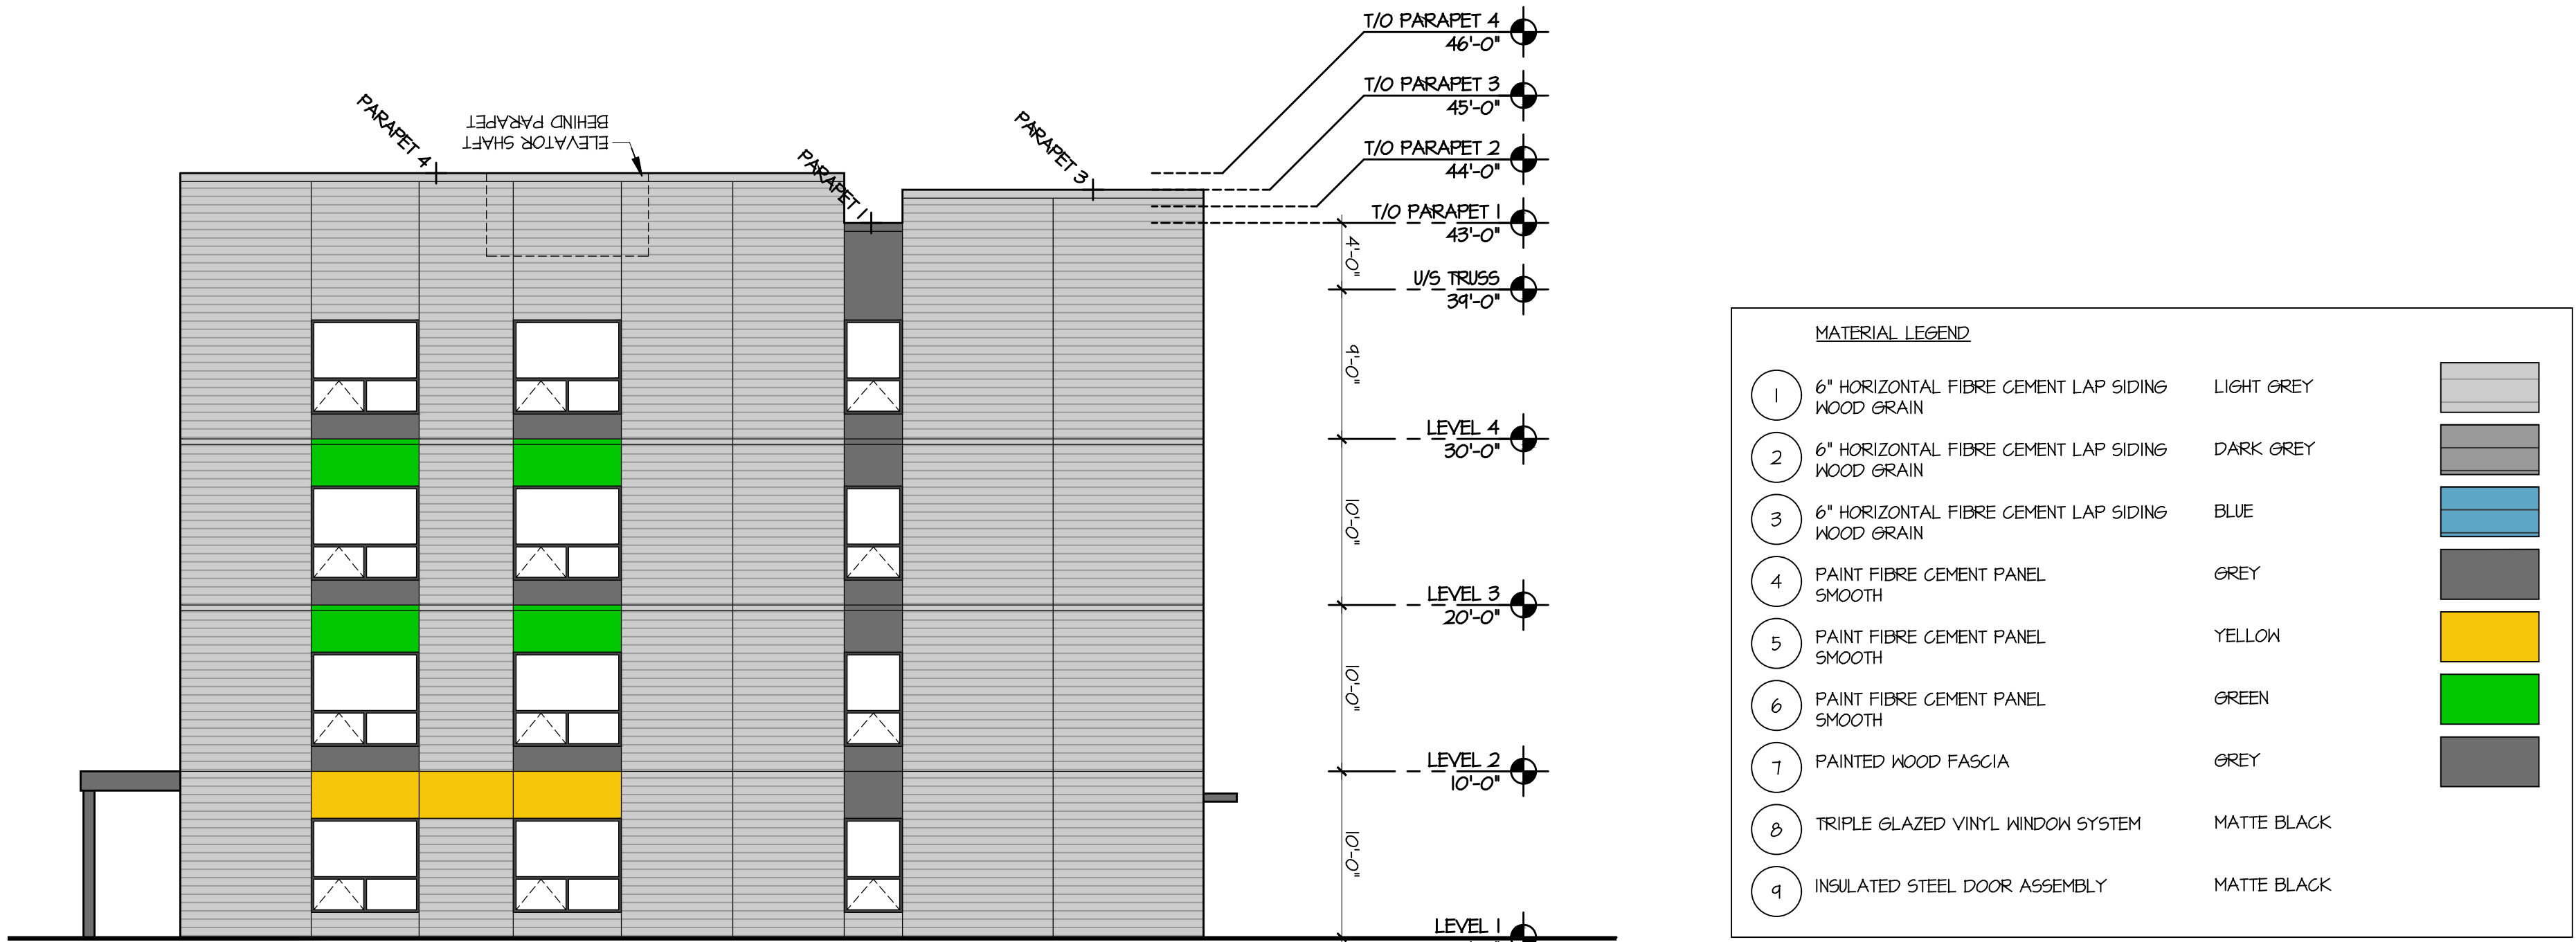 T/O PARAPET 4
46'-0"
T/O PARAPET 3
45'-0"
T/O PARAPET 2
44'-0"
T/O PARAPET 1
43'-0"
U/S TRUSS
39'-0"
LEVEL 4
30'-0"
LEVEL 3
20'-0"
LEVEL 2
10'-0"
LEVEL 1
4'-0"
9'-0"
10'-0"
10'-0"
10'-0"
PARAPET 4
ELEVATOR SHAFT
BEHIND PARAPET
PARAPET 1
PARAPET 3
MATERIAL LEGEND
1 6" HORIZONTAL FIBRE CEMENT LAP SIDING LIGHT GREY
WOOD GRAIN
2 6" HORIZONTAL FIBRE CEMENT LAP SIDING DARK GREY
WOOD GRAIN
3 6" HORIZONTAL FIBRE CEMENT LAP SIDING BLUE
WOOD GRAIN
4 PAINT FIBRE CEMENT PANEL GREY
SMOOTH
5 PAINT FIBRE CEMENT PANEL YELLOW
SMOOTH
6 PAINT FIBRE CEMENT PANEL GREEN
SMOOTH
7 PAINTED WOOD FASCIA GREY
8 TRIPLE GLAZED VINYL WINDOW SYSTEM MATTE BLACK
9 INSULATED STEEL DOOR ASSEMBLY MATTE BLACK